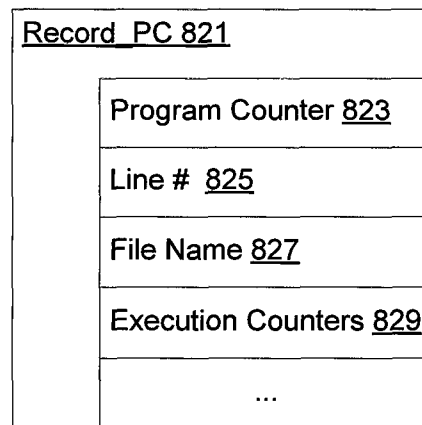 Record_PC 821
Program Counter 823
Line # 825
File Name 827
Execution Counters 829
...